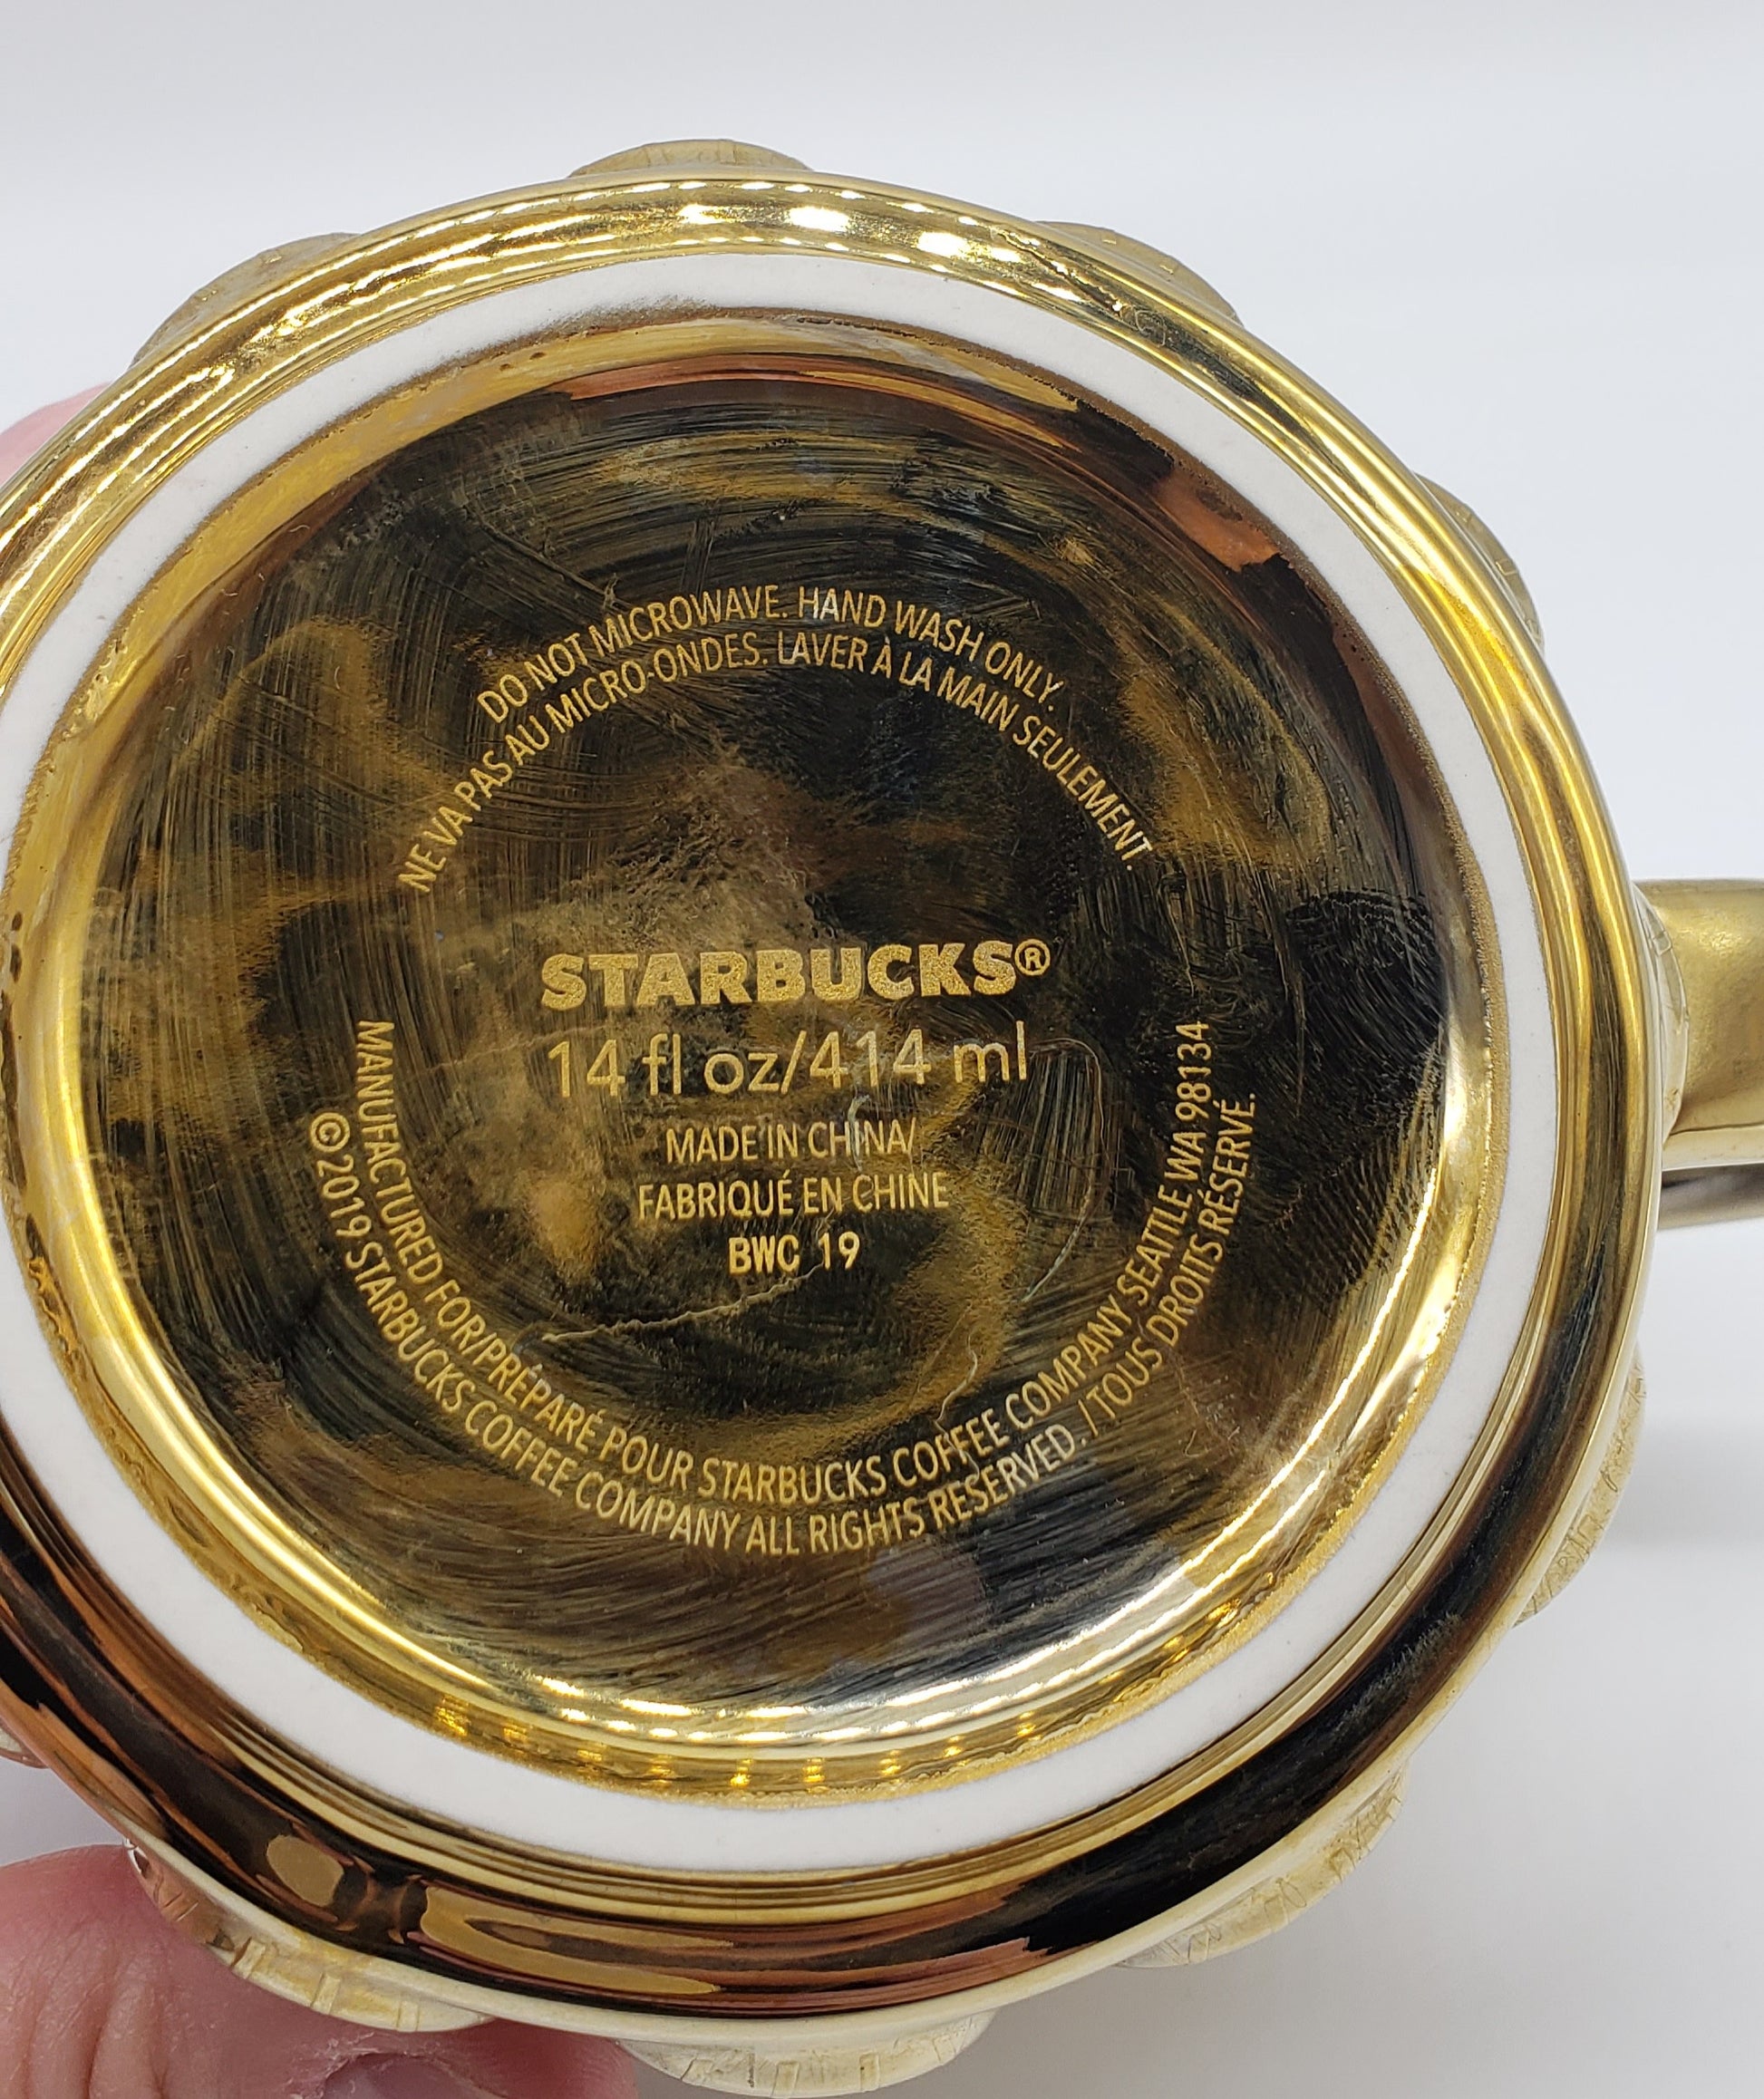 DO NOT MICROWAVE. HAND WASH ONLY.
NE VA PAS AU MICRO-ONDES. LAVER À LA MAIN SEULEMENT.
STARBUCKS®
14 fl oz/414 ml
MADE IN CHINA/
FABRIQUÉ EN CHINE
BWC 19
MANUFACTURED FOR/PRÉPARÉ POUR STARBUCKS COFFEE COMPANY SEATTLE WA 98134
©2019 STARBUCKS COFFEE COMPANY ALL RIGHTS RESERVED. / TOUS DROITS RÉSERVÉ.